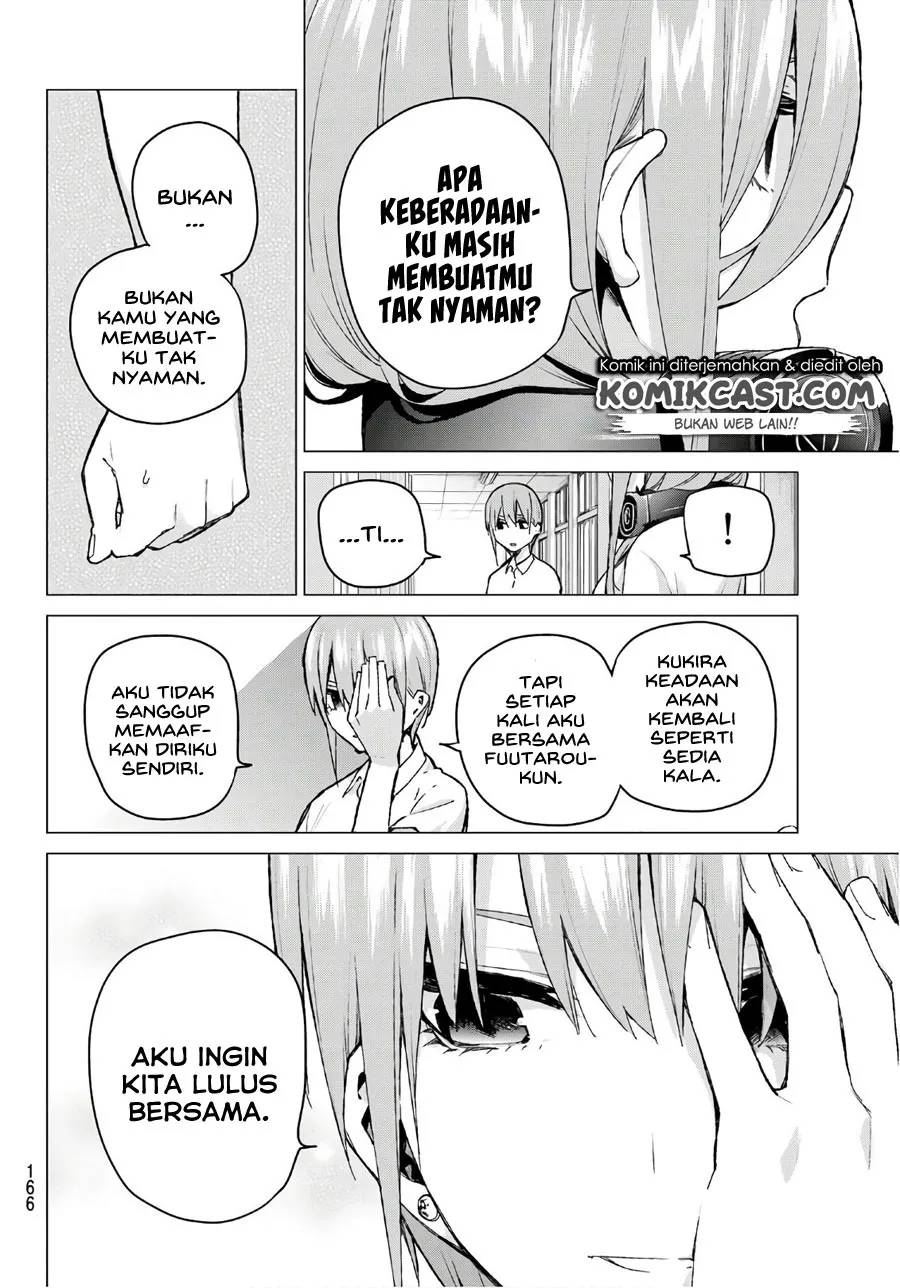 APA
KEBERADAAN-
KU MASIH
MEMBUATMU
TAK NYAMAN?
Komik ini diterjemahkan & diedit oleh
KOMIKCAST.COM
BUKAN WEB LAIN!!
BUKAN
...
BUKAN
KAMU YANG
MEMBUAT-
KU TAK
NYAMAN.
!
...TI...
KUKIRA
KEADAAN
AKAN
KEMBALI
SEPERTI
SEDIA
KALA.
TAPI
SETIAP
KALI AKU
BERSAMA
FUUTAROU-
KUN.
AKU TIDAK
SANGGUP
MEMAAF-
KAN DIRIKU
SENDIRI.
AKU INGIN
KITA LULUS
BERSAMA.
166